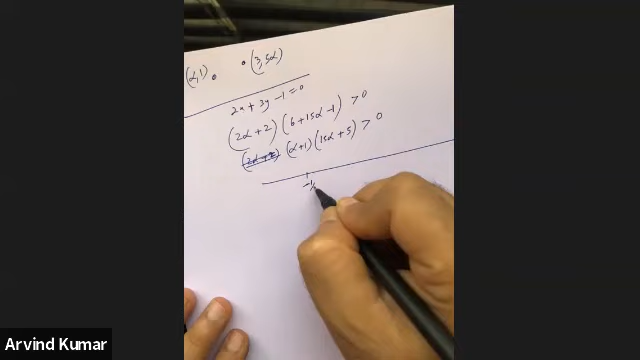 (α,1) • • (3,5α)
2x + 3y - 1 = 0
(2α+2) (6+15α-1) > 0
(α+1) (15α+5) > 0
Arvind Kumar